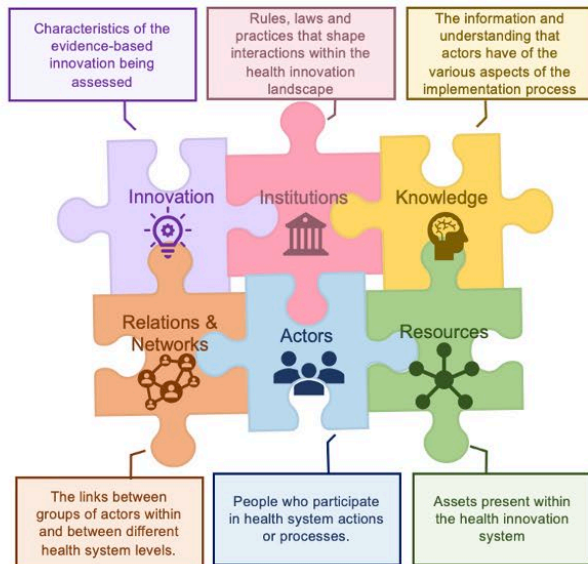 Characteristics of the
evidence-based
innovation being
assessed
Rules, laws and
practices that shape
interactions within the
health innovation
landscape
The information and
understanding that
actors have of the
various aspects of the
implementation process
Innovation
Institutions
Knowledge
Relations &
Networks
Actors
Resources
The links between
groups of actors within
and between different
health system levels.
People who participate
in health system actions
or processes.
Assets present within
the health innovation
system